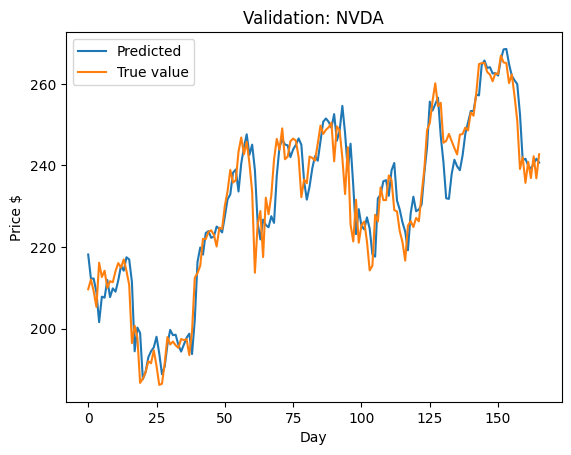 Validation: NVDA
Predicted
True value
260
240
220
200
Price $
0 25 50 75 100 125 150
Day